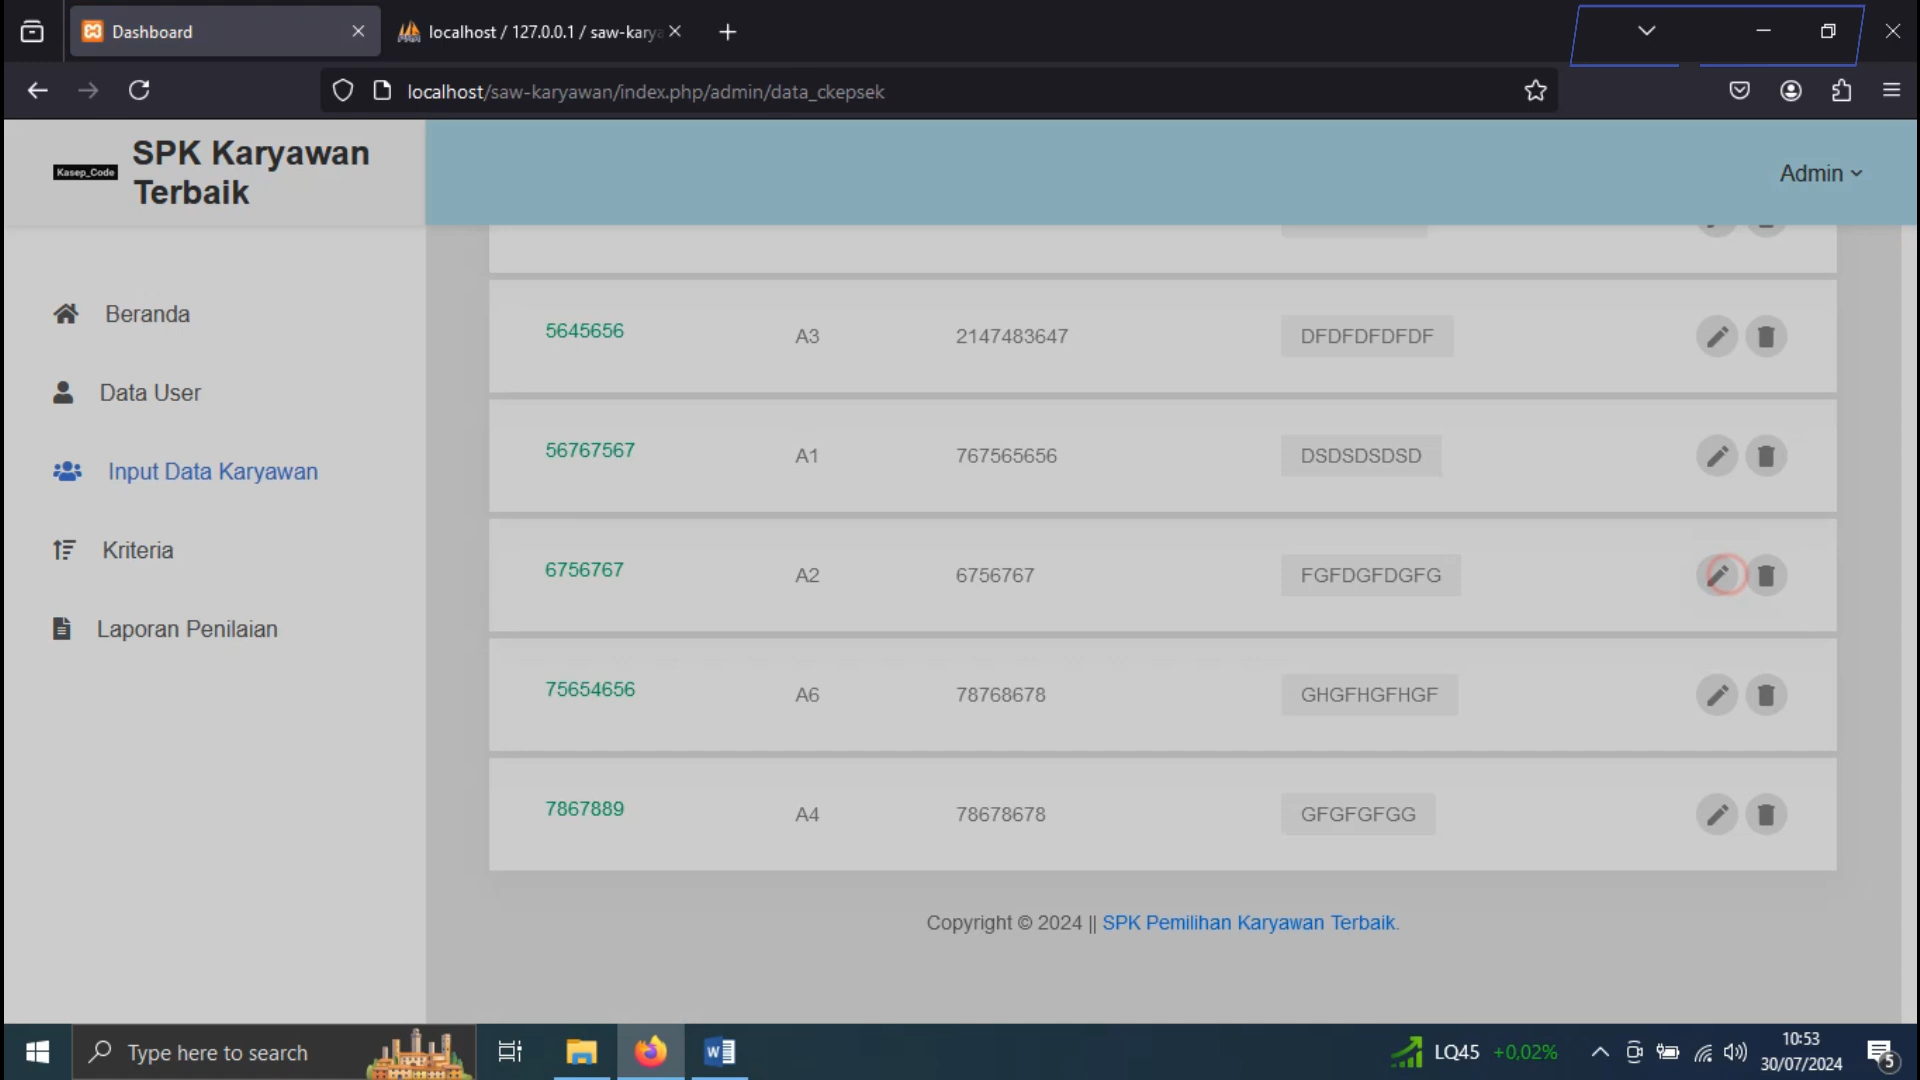 Dashboard
localhost / 127.0.0.1 / saw-karya
localhost/saw-karyawan/index.php/admin/data_ckepsek
Kasep_Code
SPK Karyawan
Terbaik
Admin
Beranda
Data User
Input Data Karyawan
Kriteria
Laporan Penilaian
5645656 A3 2147483647 DFDFDFDFDF
56767567 A1 767565656 DSDSDSDSD
6756767 A2 6756767 FGFDGFDGFG
75654656 A6 78768678 GHGFHGFHGF
7867889 A4 78678678 GFGFGFGG
Copyright © 2024 || SPK Pemilihan Karyawan Terbaik.
Type here to search
LQ45 +0,02%
10:53
30/07/2024
5